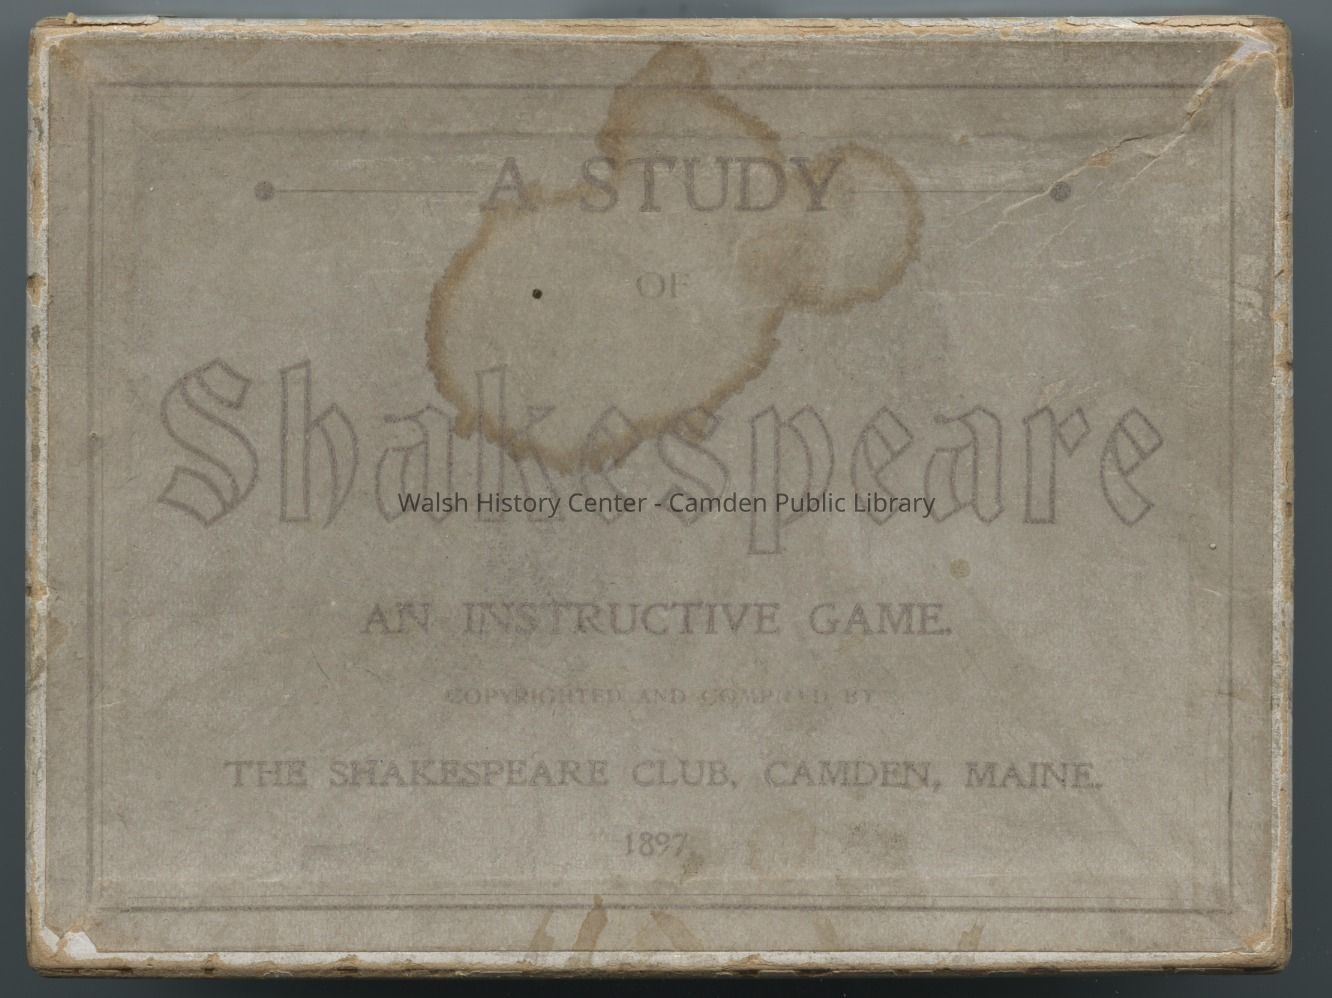 A STUDY
OF
Shakespeare
Walsh History Center - Camden Public Library
AN INSTRUCTIVE GAME.
COPYRIGHTED AND COMPILED BY
THE SHAKESPEARE CLUB, CAMDEN, MAINE.
1897.